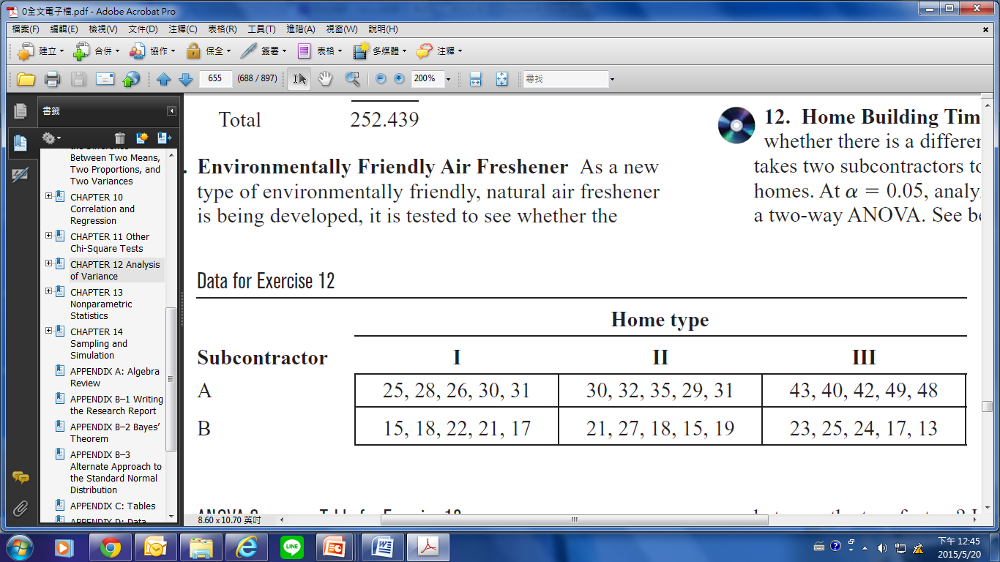 0全文電子檔.pdf - Adobe Acrobat Pro
檔案(F) 編輯(E) 檢視(V) 文件(D) 注釋(C) 表格(R) 工具(T) 進階(A) 視窗(W) 說明(H)
建立 合併 協作 保全 簽署 表格 多媒體 注釋
655 (688 / 897) 200% 尋找
書籤
Between Two Means,
Two Proportions, and
Two Variances
CHAPTER 10
Correlation and
Regression
CHAPTER 11 Other
Chi-Square Tests
CHAPTER 12 Analysis
of Variance
CHAPTER 13
Nonparametric
Statistics
CHAPTER 14
Sampling and
Simulation
APPENDIX A: Algebra
Review
APPENDIX B–1 Writing
the Research Report
APPENDIX B–2 Bayes’
Theorem
APPENDIX B–3
Alternate Approach to
the Standard Normal
Distribution
APPENDIX C: Tables
Total 252.439
. Environmentally Friendly Air Freshener As a new
type of environmentally friendly, natural air freshener
is being developed, it is tested to see whether the
12. Home Building Tim
whether there is a differer
takes two subcontractors to
homes. At α = 0.05, analy
a two-way ANOVA. See be
Data for Exercise 12
Home type
Subcontractor I II III
A 25, 28, 26, 30, 31 30, 32, 35, 29, 31 43, 40, 42, 49, 48
B 15, 18, 22, 21, 17 21, 27, 18, 15, 19 23, 25, 24, 17, 13
8.60 x 10.70 英吋
LINE
下午 12:45
2015/5/20